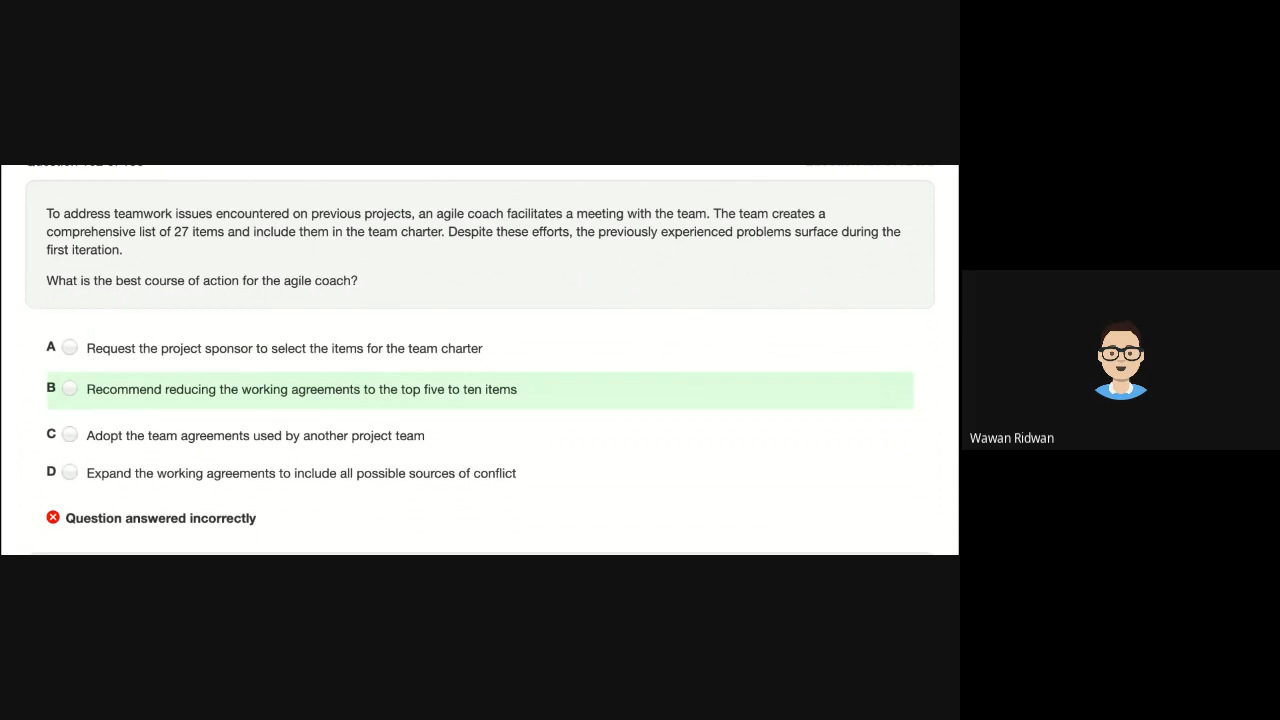 To address teamwork issues encountered on previous projects, an agile coach facilitates a meeting with the team. The team creates a
comprehensive list of 27 items and include them in the team charter. Despite these efforts, the previously experienced problems surface during the
first iteration.
What is the best course of action for the agile coach?
A Request the project sponsor to select the items for the team charter
B Recommend reducing the working agreements to the top five to ten items
C Adopt the team agreements used by another project team
D Expand the working agreements to include all possible sources of conflict
Question answered incorrectly
Wawan Ridwan